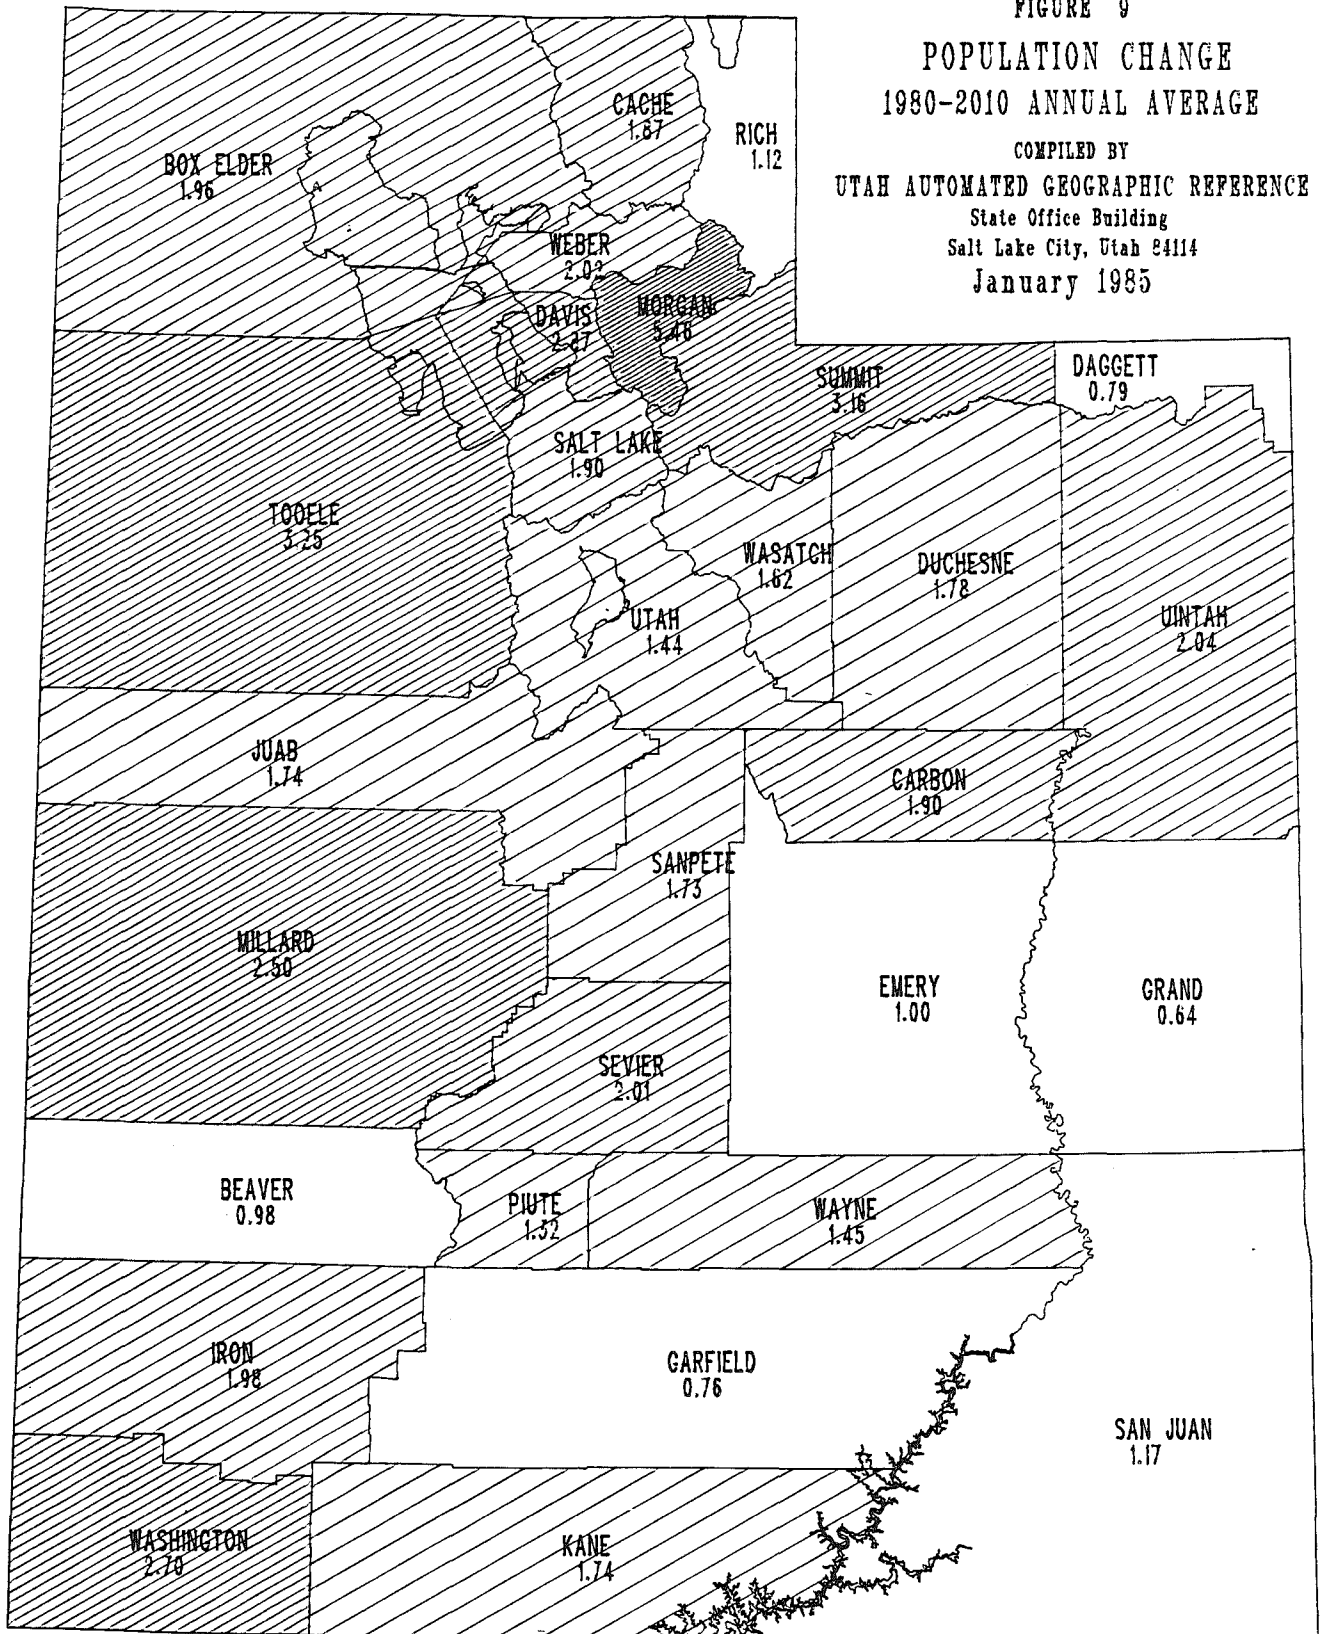 FIGURE 9
POPULATION CHANGE
1980-2010 ANNUAL AVERAGE
COMPILED BY
UTAH AUTOMATED GEOGRAPHIC REFERENCE
State Office Building
Salt Lake City, Utah 84114
January 1985
CACHE
1.87
RICH
1.12
BOX ELDER
1.96
WEBER
2.02
MORGAN
5.46
DAVIS
2.27
SUMMIT
3.16
DAGGETT
0.79
SALT LAKE
1.90
TOOELE
3.25
WASATCH
1.62
DUCHESNE
1.78
UTAH
1.44
UINTAH
2.04
JUAB
1.74
CARBON
1.90
SANPETE
1.73
MILLARD
2.50
EMERY
1.00
GRAND
0.64
SEVIER
2.01
BEAVER
0.98
PIUTE
1.52
WAYNE
1.45
IRON
1.98
GARFIELD
0.76
SAN JUAN
1.17
WASHINGTON
2.70
KANE
1.74